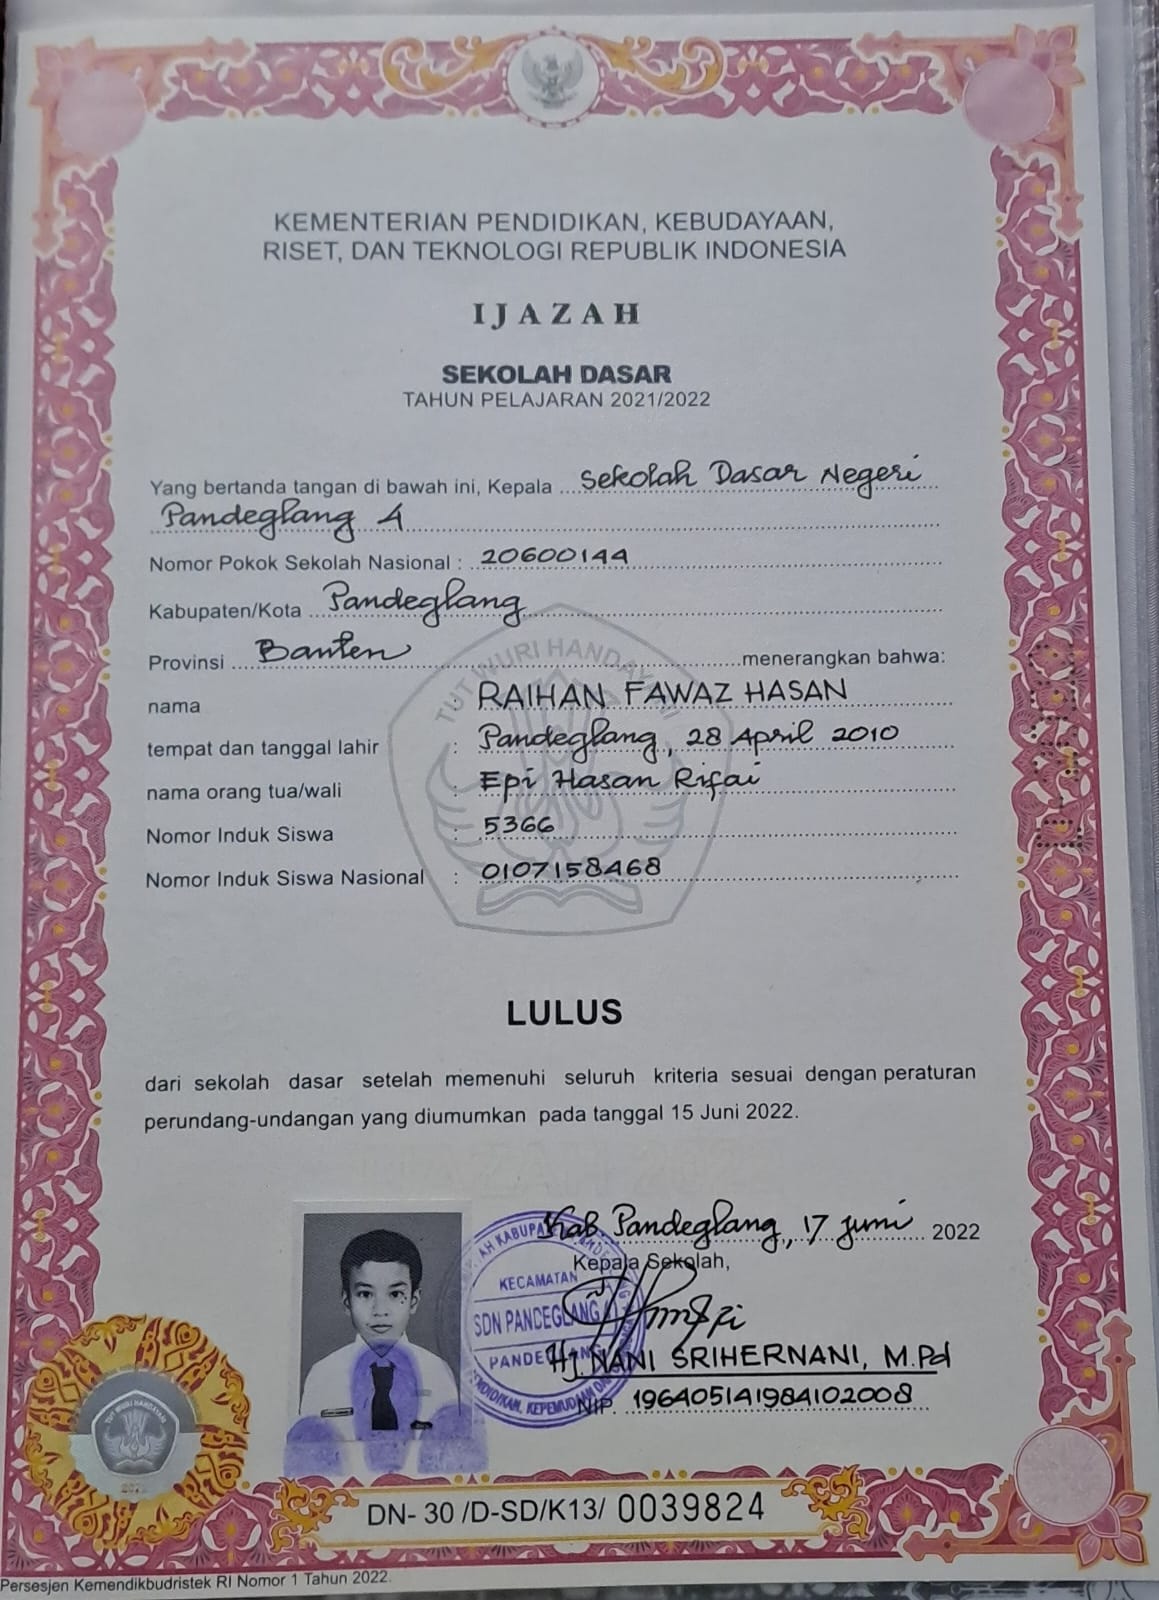 KEMENTERIAN PENDIDIKAN, KEBUDAYAAN,
RISET, DAN TEKNOLOGI REPUBLIK INDONESIA
IJAZAH
SEKOLAH DASAR
TAHUN PELAJARAN 2021/2022
Yang bertanda tangan di bawah ini, Kepala Sekolah Dasar Negeri
Pandeglang 4
Nomor Pokok Sekolah Nasional : 20600144
Kabupaten/Kota Pandeglang
Provinsi Banten menerangkan bahwa:
TUT WURI HANDAYANI
nama RAIHAN FAWAZ HASAN
tempat dan tanggal lahir : Pandeglang, 28 April 2010
nama orang tua/wali : Epi Hasan Rifai
Nomor Induk Siswa : 5366
Nomor Induk Siswa Nasional : 0107158468
LULUS
dari sekolah dasar setelah memenuhi seluruh kriteria sesuai dengan peraturan
perundang-undangan yang diumumkan pada tanggal 15 Juni 2022.
Kab. Pandeglang, 17 Juni 2022
Kepala Sekolah,
KECAMATAN
SDN PANDEGLANG 4
Hj. NANI SRIHERNANI, M.Pd
NIP. 196405141984102008
TUT WURI HANDAYANI
2022
DN- 30 /D-SD/K13/ 0039824
Persesjen Kemendikbudristek RI Nomor 1 Tahun 2022.